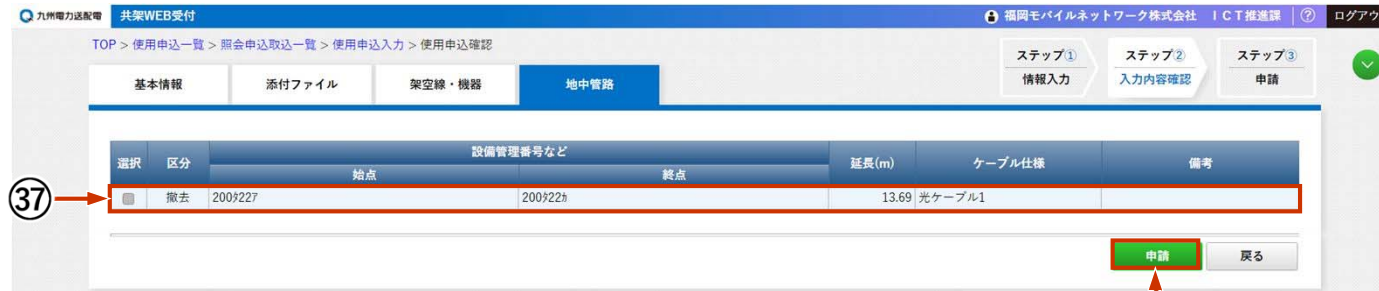 九州電力送配電 共架WEB受付 福岡モバイルネットワーク株式会社 ICT推進課 ? ログアウ
TOP > 使用申込一覧 > 照会申込取込一覧 > 使用申込入力 > 使用申込確認
ステップ① ステップ② ステップ③
情報入力 入力内容確認 申請
基本情報 添付ファイル 架空線・機器 地中管路
選択 区分 設備管理番号など 延長(m) ケーブル仕様 備考
始点 終点
㊲ 撤去 200ｸ22ｱ 200ｸ22ｶ 13.69 光ケーブル1
申請 戻る